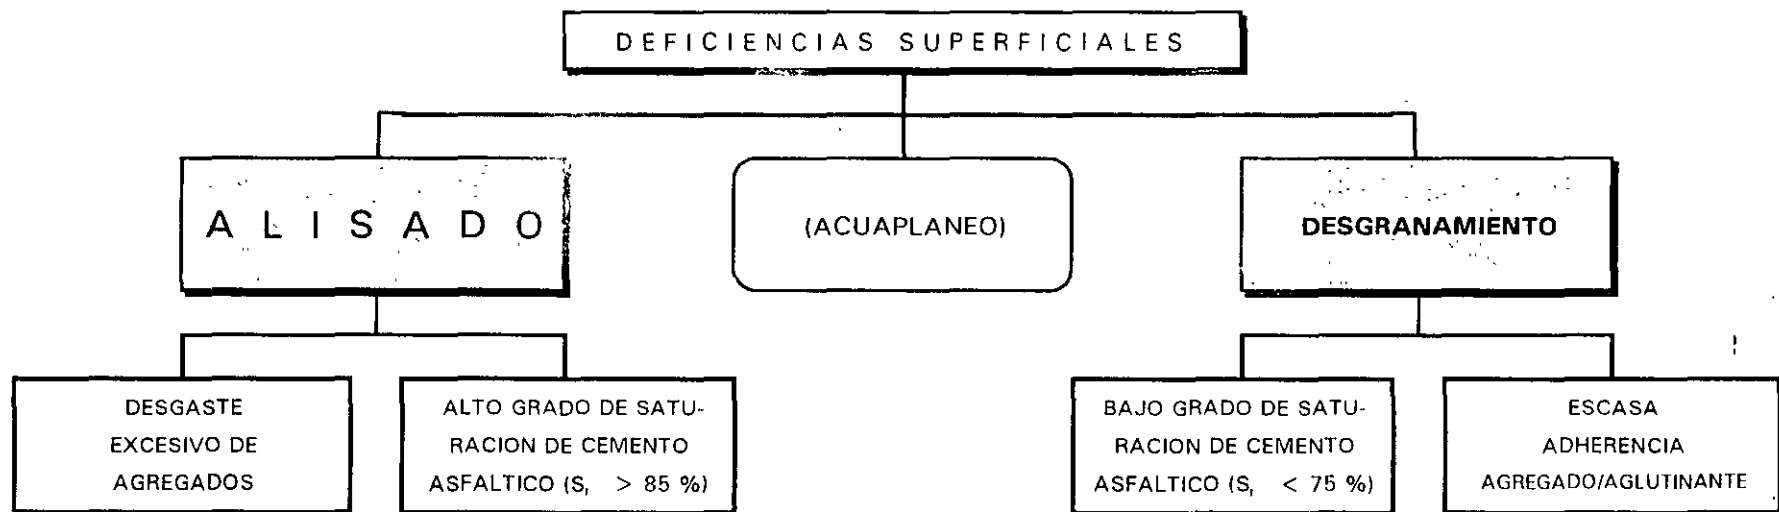 DEFICIENCIAS SUPERFICIALES
ALISADO
(ACUAPLANEO)
DESGRANAMIENTO
DESGASTE
EXCESIVO DE
AGREGADOS
ALTO GRADO DE SATU-
RACION DE CEMENTO
ASFALTICO (S, > 85 %)
BAJO GRADO DE SATU-
RACION DE CEMENTO
ASFALTICO (S, < 75 %)
ESCASA
ADHERENCIA
AGREGADO/AGLUTINANTE